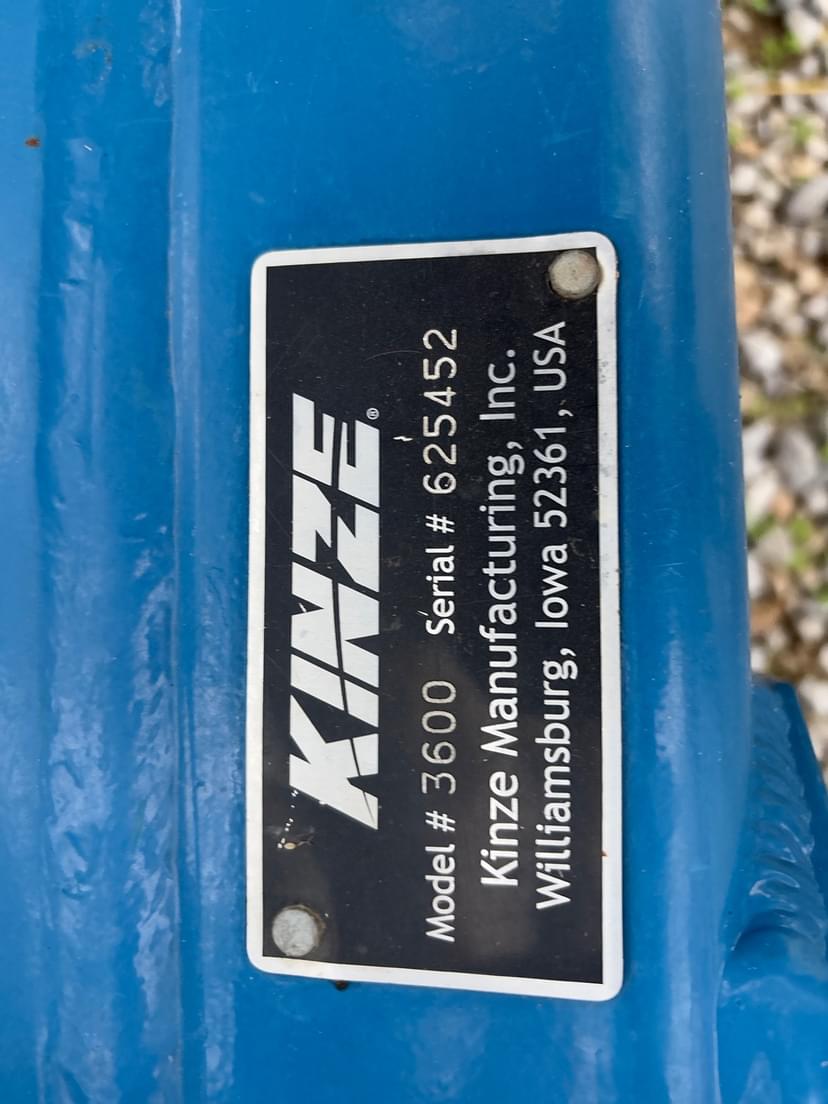 KINZE®
Model # 3600 Serial # 625452
Kinze Manufacturing, Inc.
Williamsburg, Iowa 52361, USA